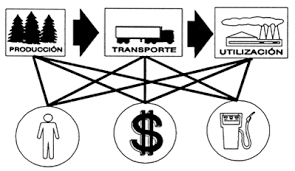 PRODUCCIÓN
TRANSPORTE
UTILIZACIÓN
$